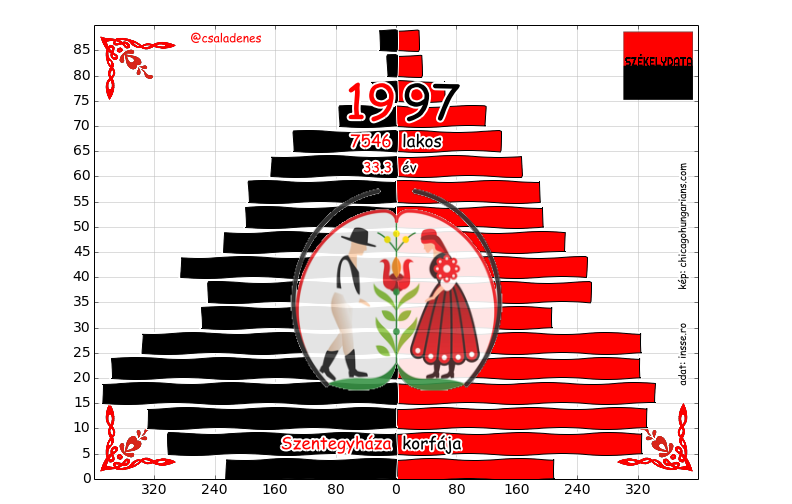 @csaladenes
SZÉKELYDATA
1997
7546 lakos
33.3 év
Szentegyháza korfája
kép: chicagohungarians.com
adat: insse.ro
85
80
75
70
65
60
55
50
45
40
35
30
25
20
15
10
5
0
320 240 160 80 0 80 160 240 320